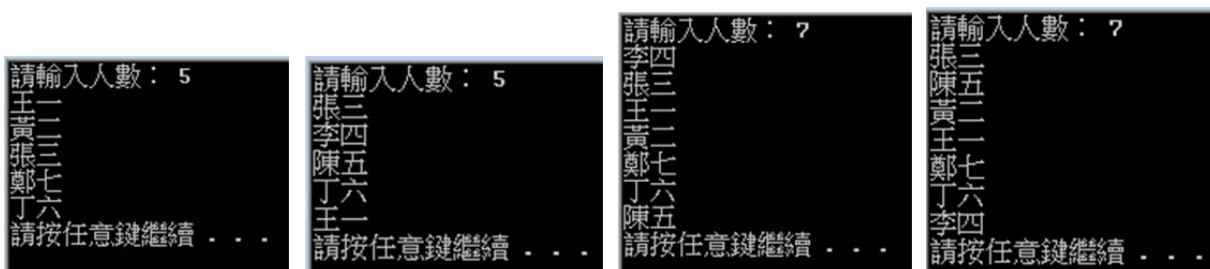 請輸入人數： 5
王一
黃二
張三
鄭七
丁六
請按任意鍵繼續 . . .
請輸入人數： 5
張三
李四
陳五
丁六
王一
請按任意鍵繼續 . . .
請輸入人數： 7
李四
張三
王一
黃二
鄭七
丁六
陳五
請按任意鍵繼續 . . .
請輸入人數： 7
張三
陳五
黃二
王一
鄭七
丁六
李四
請按任意鍵繼續 . . .